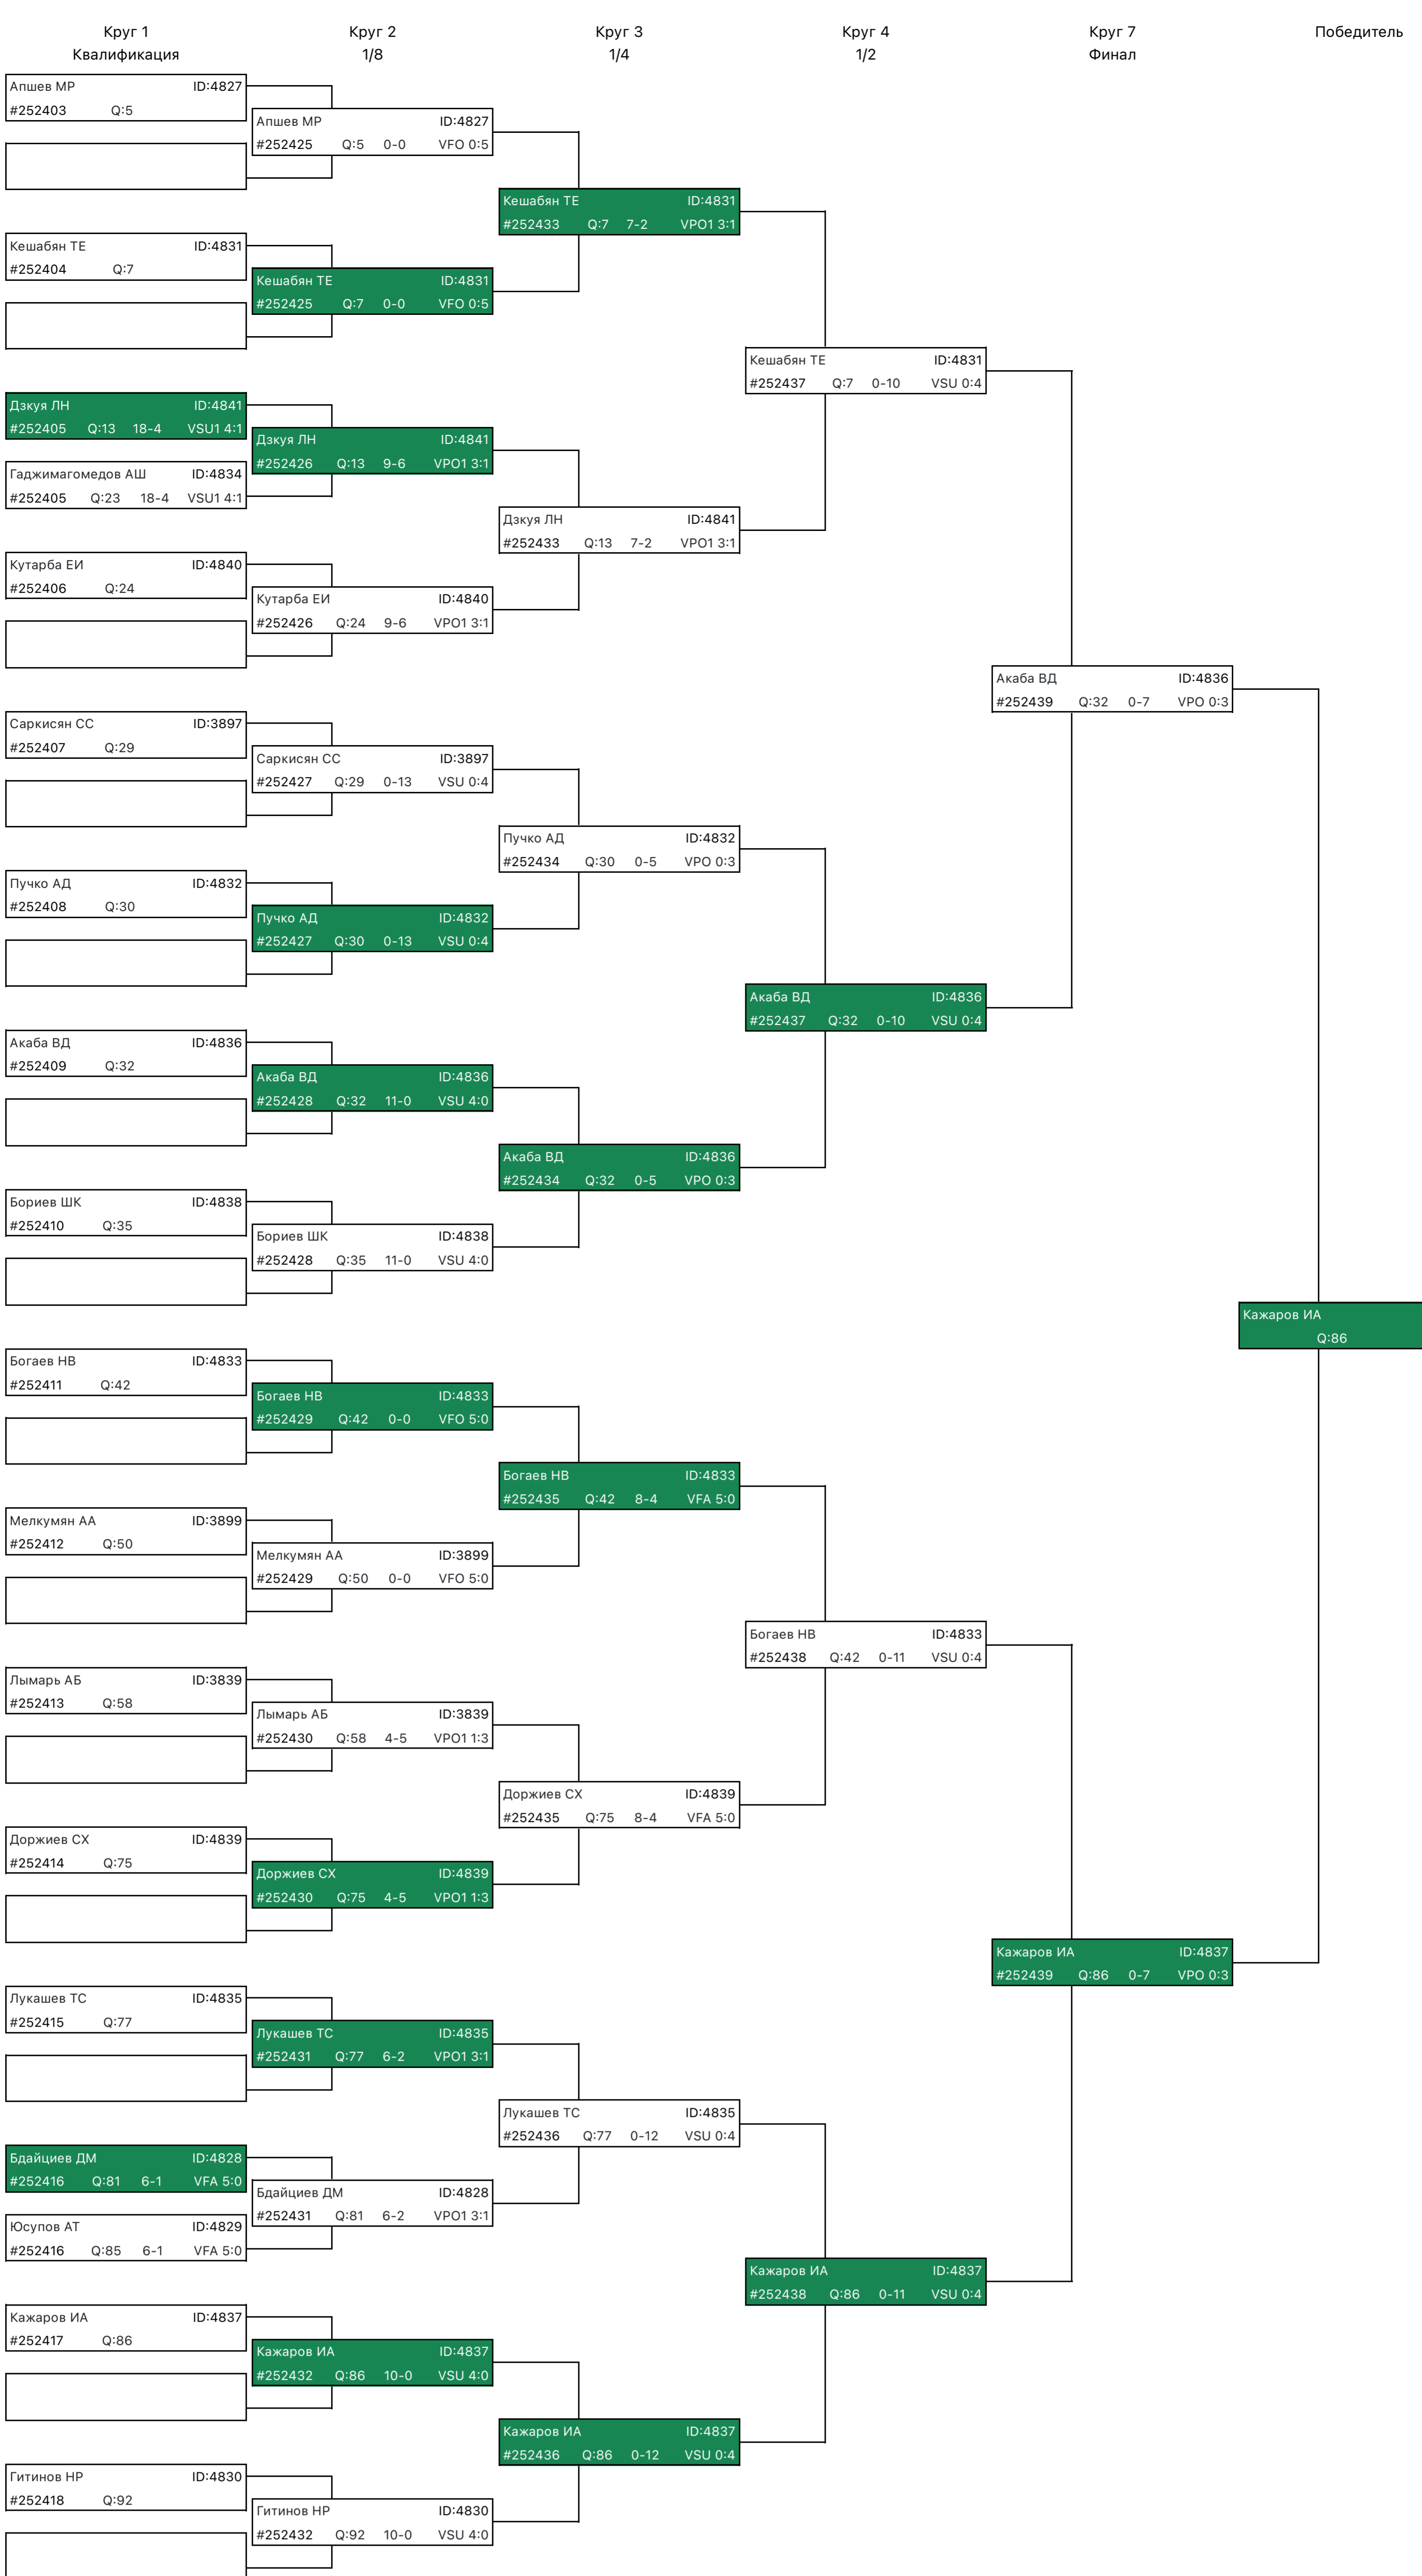 Круг 1 Круг 2 Круг 3 Круг 4 Круг 7 Победитель
Квалификация 1/8 1/4 1/2 Финал
Апшев МР ID:4827
#252403 Q:5
Апшев МР ID:4827
#252425 Q:5 0-0 VFO 0:5
Кешабян ТЕ ID:4831
#252433 Q:7 7-2 VPO1 3:1
Кешабян ТЕ ID:4831
#252404 Q:7
Кешабян ТЕ ID:4831
#252425 Q:7 0-0 VFO 0:5
Кешабян ТЕ ID:4831
#252437 Q:7 0-10 VSU 0:4
Дзкуя ЛН ID:4841
#252405 Q:13 18-4 VSU1 4:1
Дзкуя ЛН ID:4841
#252426 Q:13 9-6 VPO1 3:1
Гаджимагомедов АШ ID:4834
#252405 Q:23 18-4 VSU1 4:1
Дзкуя ЛН ID:4841
#252433 Q:13 7-2 VPO1 3:1
Кутарба ЕИ ID:4840
#252406 Q:24
Кутарба ЕИ ID:4840
#252426 Q:24 9-6 VPO1 3:1
Акаба ВД ID:4836
#252439 Q:32 0-7 VPO 0:3
Саркисян СС ID:3897
#252407 Q:29
Саркисян СС ID:3897
#252427 Q:29 0-13 VSU 0:4
Пучко АД ID:4832
#252434 Q:30 0-5 VPO 0:3
Пучко АД ID:4832
#252408 Q:30
Пучко АД ID:4832
#252427 Q:30 0-13 VSU 0:4
Акаба ВД ID:4836
#252437 Q:32 0-10 VSU 0:4
Акаба ВД ID:4836
#252409 Q:32
Акаба ВД ID:4836
#252428 Q:32 11-0 VSU 4:0
Акаба ВД ID:4836
#252434 Q:32 0-5 VPO 0:3
Бориев ШК ID:4838
#252410 Q:35
Бориев ШК ID:4838
#252428 Q:35 11-0 VSU 4:0
Кажаров ИА
Q:86
Богаев НВ ID:4833
#252411 Q:42
Богаев НВ ID:4833
#252429 Q:42 0-0 VFO 5:0
Богаев НВ ID:4833
#252435 Q:42 8-4 VFA 5:0
Мелкумян АА ID:3899
#252412 Q:50
Мелкумян АА ID:3899
#252429 Q:50 0-0 VFO 5:0
Богаев НВ ID:4833
#252438 Q:42 0-11 VSU 0:4
Лымарь АБ ID:3839
#252413 Q:58
Лымарь АБ ID:3839
#252430 Q:58 4-5 VPO1 1:3
Доржиев СХ ID:4839
#252435 Q:75 8-4 VFA 5:0
Доржиев СХ ID:4839
#252414 Q:75
Доржиев СХ ID:4839
#252430 Q:75 4-5 VPO1 1:3
Кажаров ИА ID:4837
#252439 Q:86 0-7 VPO 0:3
Лукашев ТС ID:4835
#252415 Q:77
Лукашев ТС ID:4835
#252431 Q:77 6-2 VPO1 3:1
Лукашев ТС ID:4835
#252436 Q:77 0-12 VSU 0:4
Бдайциев ДМ ID:4828
#252416 Q:81 6-1 VFA 5:0
Бдайциев ДМ ID:4828
#252431 Q:81 6-2 VPO1 3:1
Юсупов АТ ID:4829
#252416 Q:85 6-1 VFA 5:0
Кажаров ИА ID:4837
#252438 Q:86 0-11 VSU 0:4
Кажаров ИА ID:4837
#252417 Q:86
Кажаров ИА ID:4837
#252432 Q:86 10-0 VSU 4:0
Кажаров ИА ID:4837
#252436 Q:86 0-12 VSU 0:4
Гитинов НР ID:4830
#252418 Q:92
Гитинов НР ID:4830
#252432 Q:92 10-0 VSU 4:0